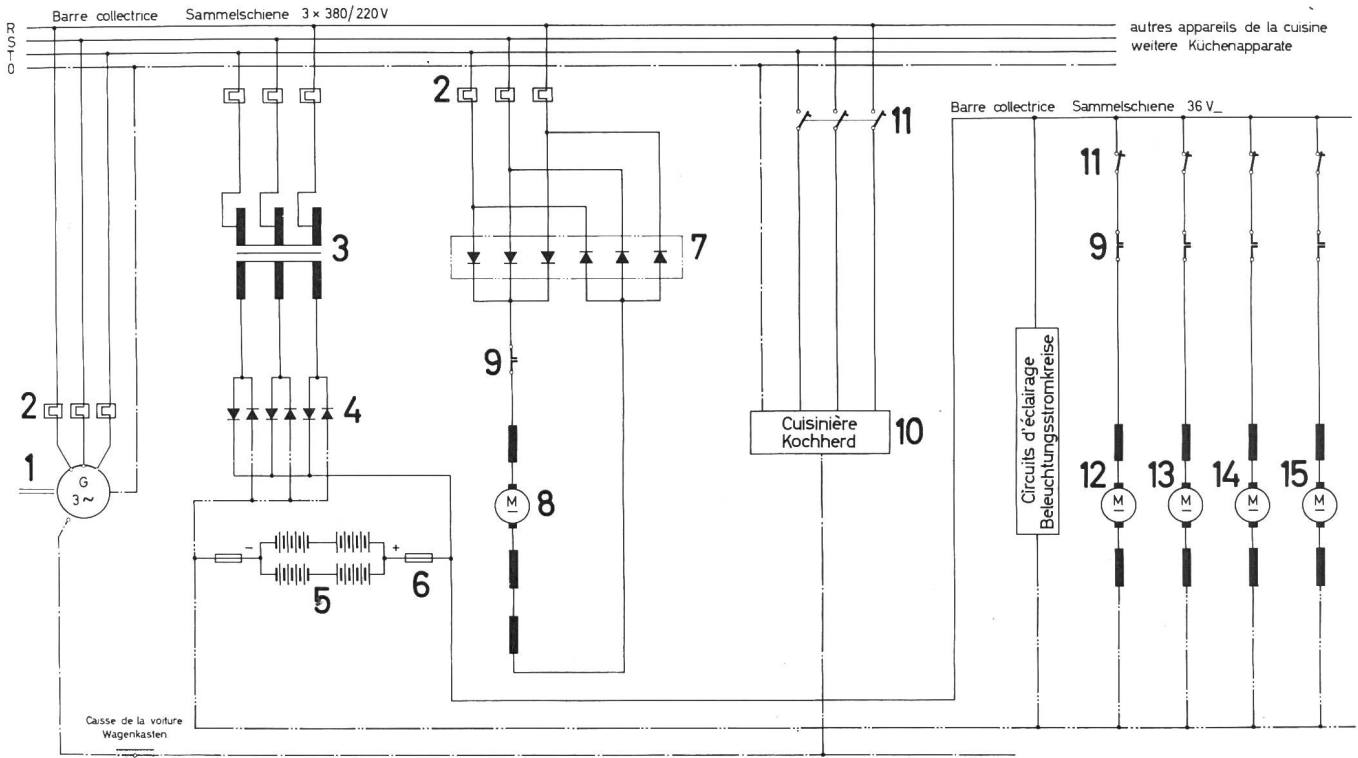 Barre collectrice Sammelschiene 3 × 380/220 V
R
S
T
0
autres appareils de la cuisine
weitere Küchenapparate
2
11
Barre collectrice Sammelschiene 36 V_
11
3
7
9
9
2
4
Cuisinière
Kochherd
10
Circuits d'éclairage
Beleuchtungsstromkreise
1
G
3 ~
8
M
12
M
13
M
14
M
15
M
- +
5
6
Caisse de la voiture
Wagenkasten